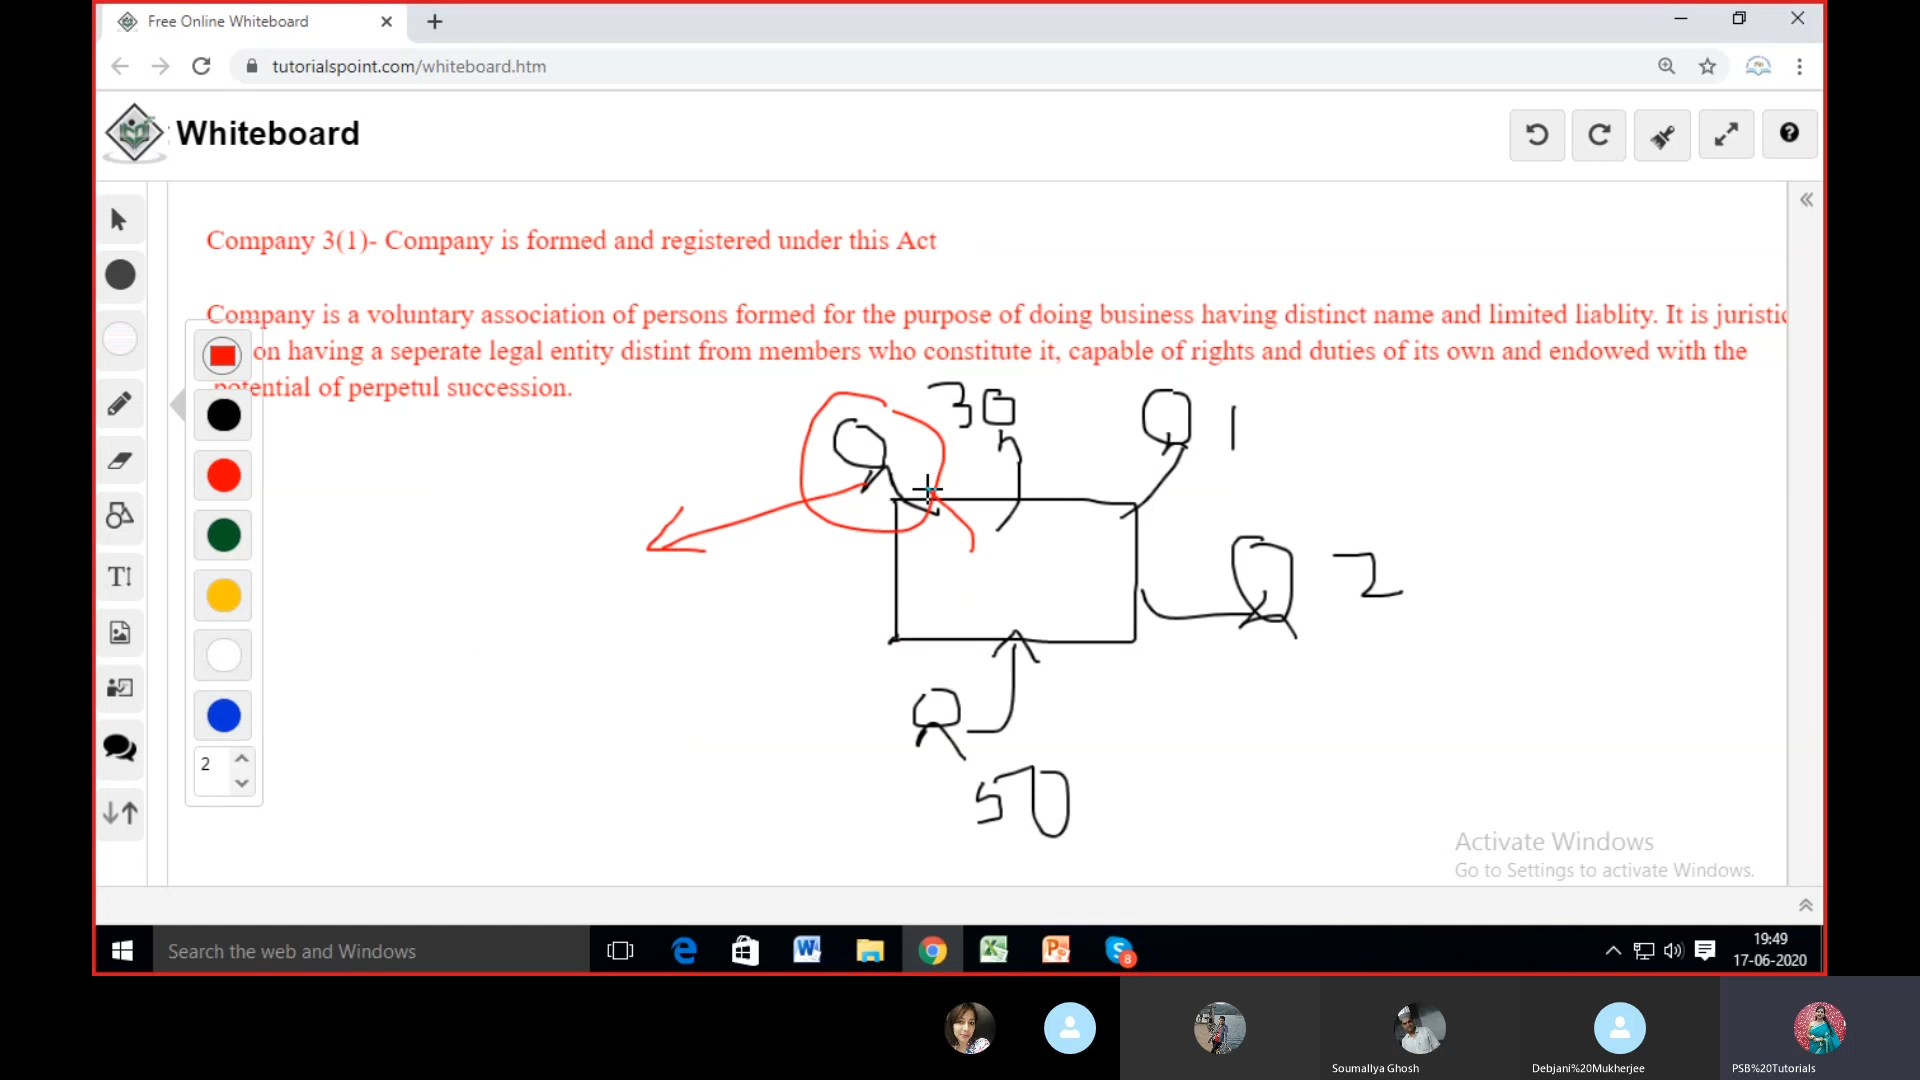 Free Online Whiteboard
tutorialspoint.com/whiteboard.htm
Whiteboard
Company 3(1)- Company is formed and registered under this Act
Company is a voluntary association of persons formed for the purpose of doing business having distinct name and limited liablity. It is juristic
on having a seperate legal entity distint from members who constitute it, capable of rights and duties of its own and endowed with the
potential of perpetul succession.
30
1
2
50
2
Activate Windows
Go to Settings to activate Windows.
Search the web and Windows
8
19:49
17-06-2020
Soumallya Ghosh
Debjani%20Mukherjee
PSB%20Tutorials